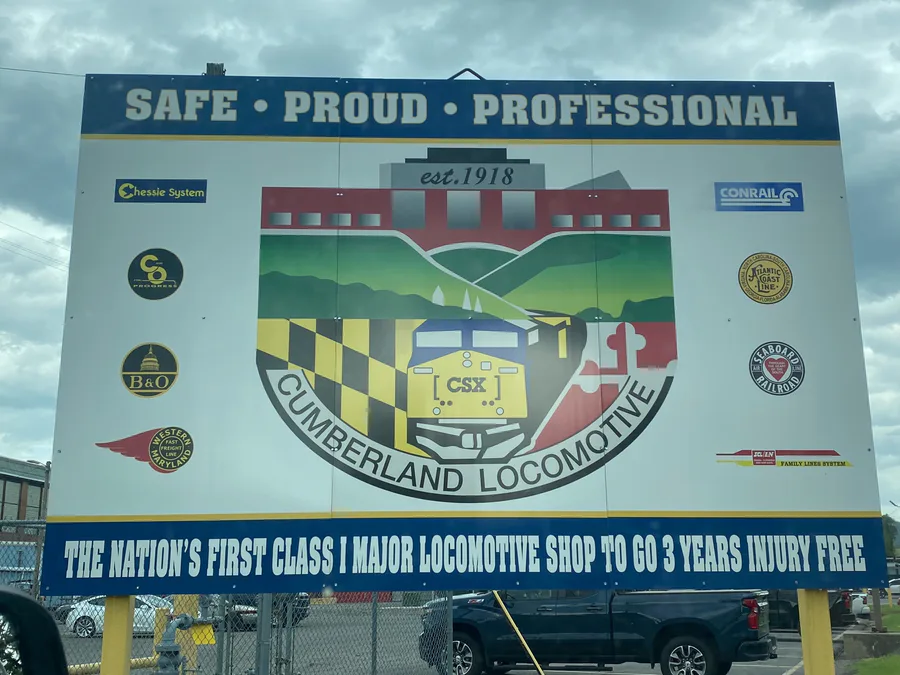 SAFE • PROUD • PROFESSIONAL
est.1918
Chessie System
CONRAIL
C AND O
PROGRESS
ATLANTIC
COAST
LINE
B&O
SEABOARD
RAILROAD
WESTERN
FAST
FREIGHT
LINE
MARYLAND
L&N
FAMILY LINES SYSTEM
CSX
CUMBERLAND LOCOMOTIVE
THE NATION'S FIRST CLASS I MAJOR LOCOMOTIVE SHOP TO GO 3 YEARS INJURY FREE